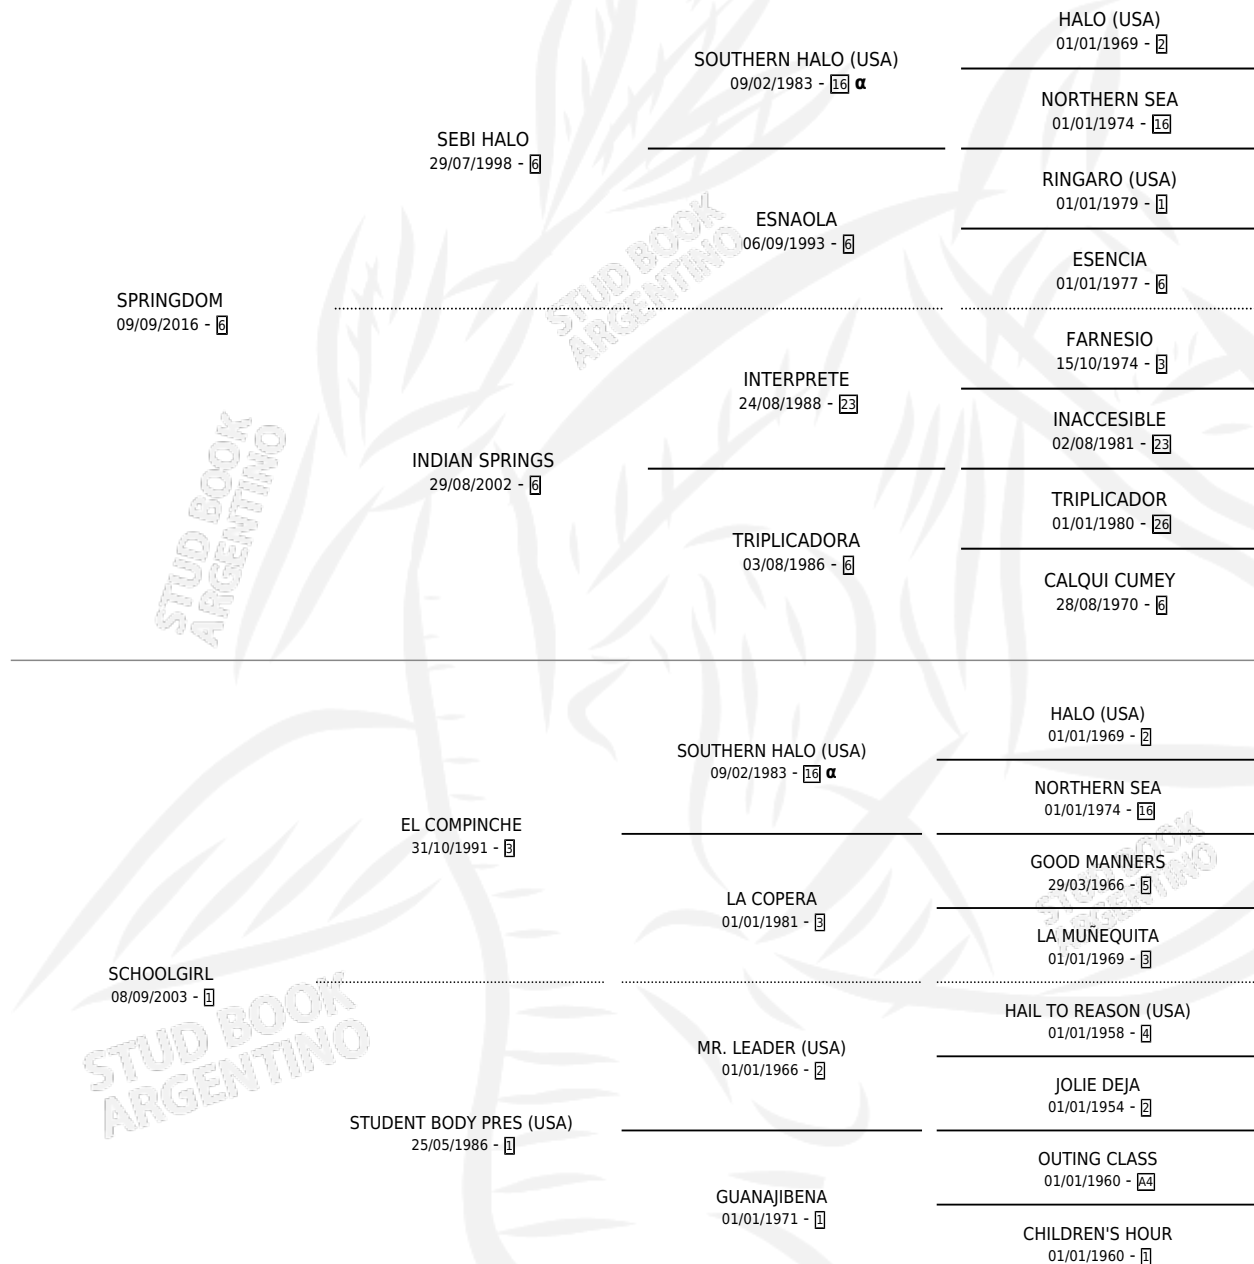 HALO (USA)
01/01/1969 - 2
SOUTHERN HALO (USA)
09/02/1983 - 16 α
NORTHERN SEA
01/01/1974 - 16
SEBI HALO
29/07/1998 - 6
RINGARO (USA)
01/01/1979 - 1
ESNAOLA
06/09/1993 - 6
ESENCIA
01/01/1977 - 6
SPRINGDOM
09/09/2016 - 6
FARNESIO
15/10/1974 - 3
INTERPRETE
24/08/1988 - 23
INACCESIBLE
02/08/1981 - 23
INDIAN SPRINGS
29/08/2002 - 6
TRIPLICADOR
01/01/1980 - 26
TRIPLICADORA
03/08/1986 - 6
CALQUI CUMEY
28/08/1970 - 6
HALO (USA)
01/01/1969 - 2
SOUTHERN HALO (USA)
09/02/1983 - 16 α
NORTHERN SEA
01/01/1974 - 16
EL COMPINCHE
31/10/1991 - 3
GOOD MANNERS
29/03/1966 - 5
LA COPERA
01/01/1981 - 3
LA MUÑEQUITA
01/01/1969 - 3
SCHOOLGIRL
08/09/2003 - 1
HAIL TO REASON (USA)
01/01/1958 - 4
MR. LEADER (USA)
01/01/1966 - 2
JOLIE DEJA
01/01/1954 - 2
STUDENT BODY PRES (USA)
25/05/1986 - 1
OUTING CLASS
01/01/1960 - A4
GUANAJIBENA
01/01/1971 - 1
CHILDREN'S HOUR
01/01/1960 - 1
STUD BOOK
ARGENTINO
STUD BOOK
ARGENTINO
STUD BOOK
ARGENTINO
STUD BOOK
ARGENTINO